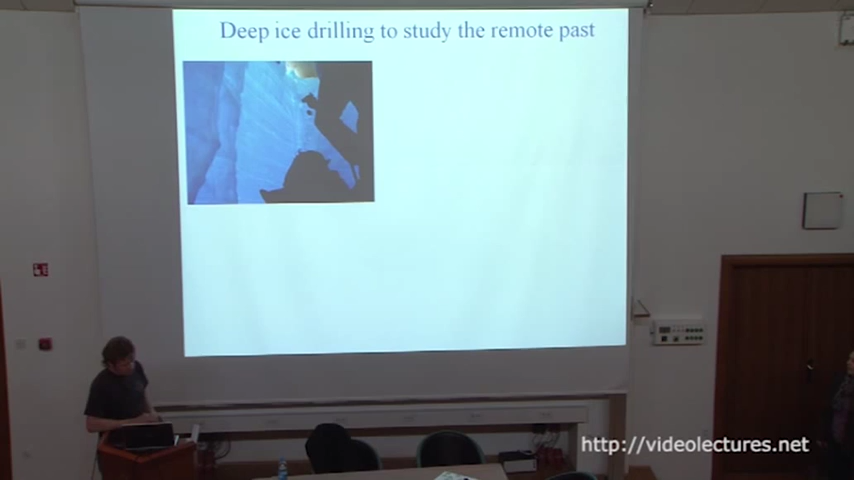 Deep ice drilling to study the remote past
http://videolectures.net